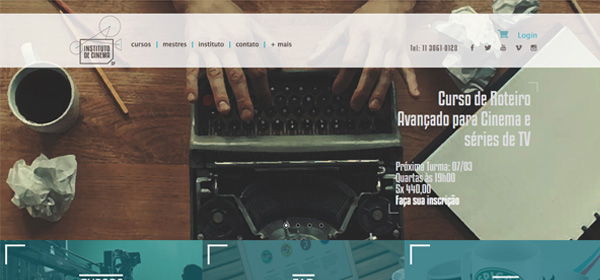 Login
INSTITUTO
DE CINEMA
cursos | mestres | instituto | contato | + mais
Tel: 11 3061-0120
Curso de Roteiro
Avançado para Cinema e
séries de TV
Próxima Turma: 07/03
Quartas às 19h00
5x 440,00
Faça sua inscrição